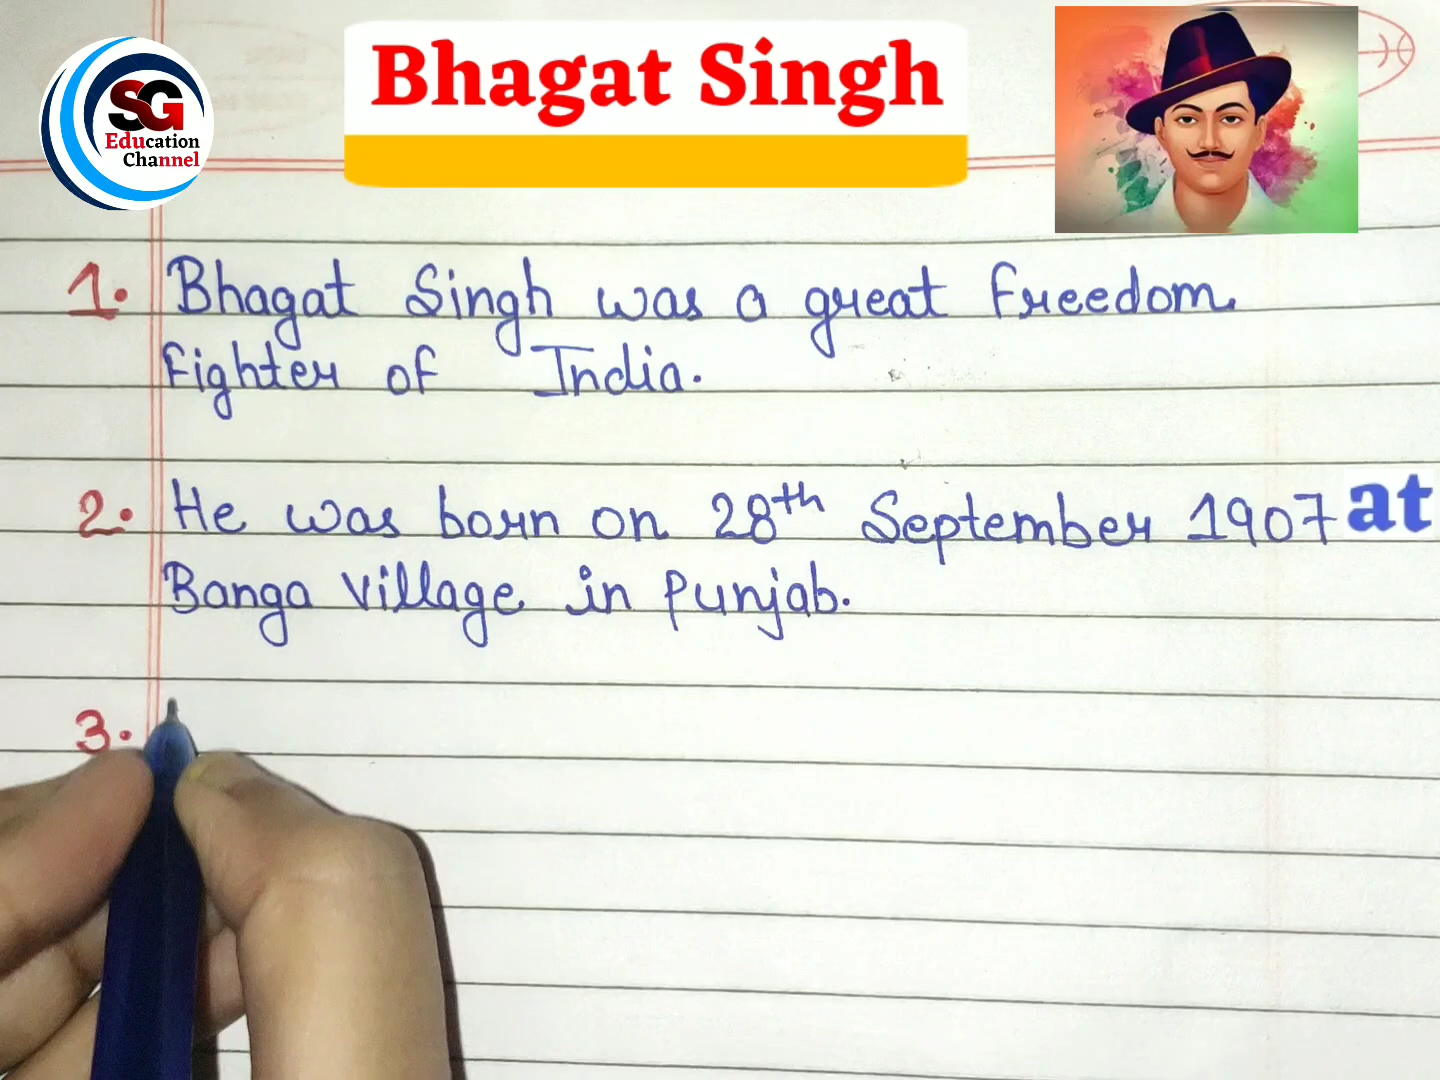 SG
Education
Channel
Bhagat Singh
1. Bhagat Singh was a great freedom
fighter of India.
2. He was born on 28th September 1907 at
Banga village in Punjab.
3.